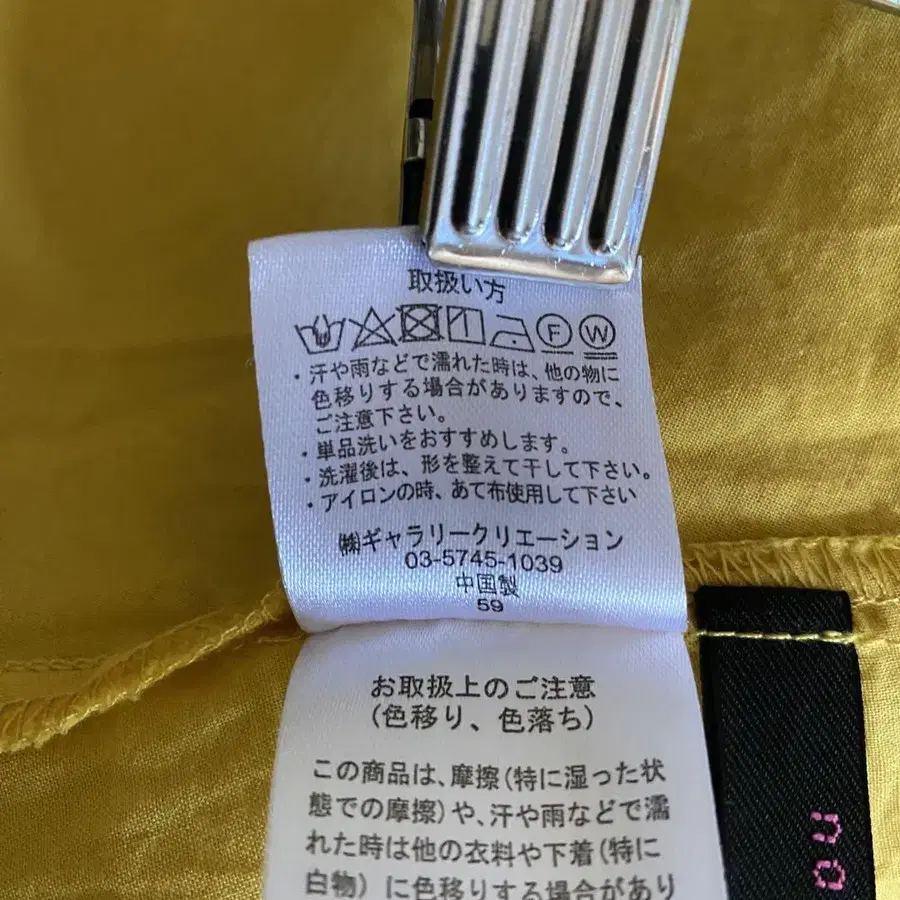 取扱い方
F W
・汗や雨などで濡れた時は、他の物に
色移りする場合がありますので、
ご注意下さい。
・単品洗いをおすすめします。
・洗濯後は、形を整えて干して下さい。
・アイロンの時、あて布使用して下さい
㈱ギャラリークリエーション
03-5745-1039
中国製
59
お取扱上のご注意
(色移り、色落ち)
この商品は、摩擦(特に湿った状
態での摩擦)や、汗や雨などで濡
れた時は他の衣料や下着(特に
白物)に色移りする場合があり